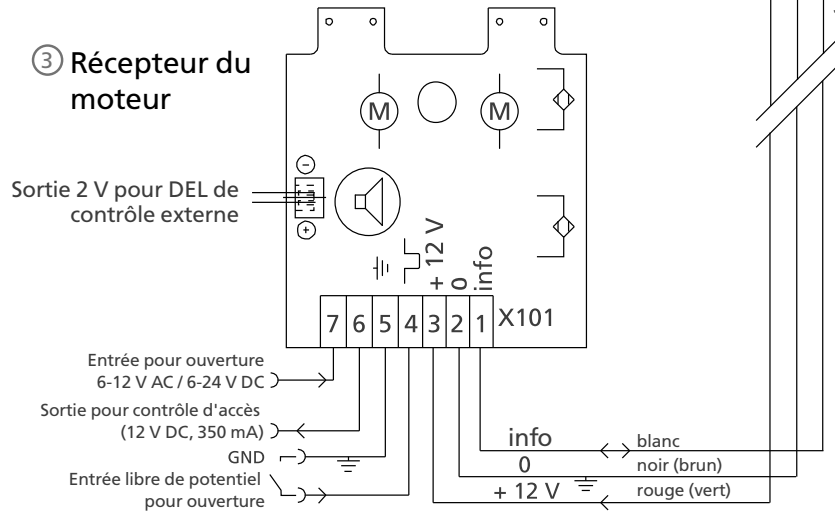 3 Récepteur du
moteur
M M
−
Sortie 2 V pour DEL de
contrôle externe
+
+ 12 V
0
info
7 6 5 4 3 2 1 X101
Entrée pour ouverture
6-12 V AC / 6-24 V DC
Sortie pour contrôle d'accès
(12 V DC, 350 mA)
GND
Entrée libre de potentiel
pour ouverture
info blanc
0 noir (brun)
+ 12 V rouge (vert)